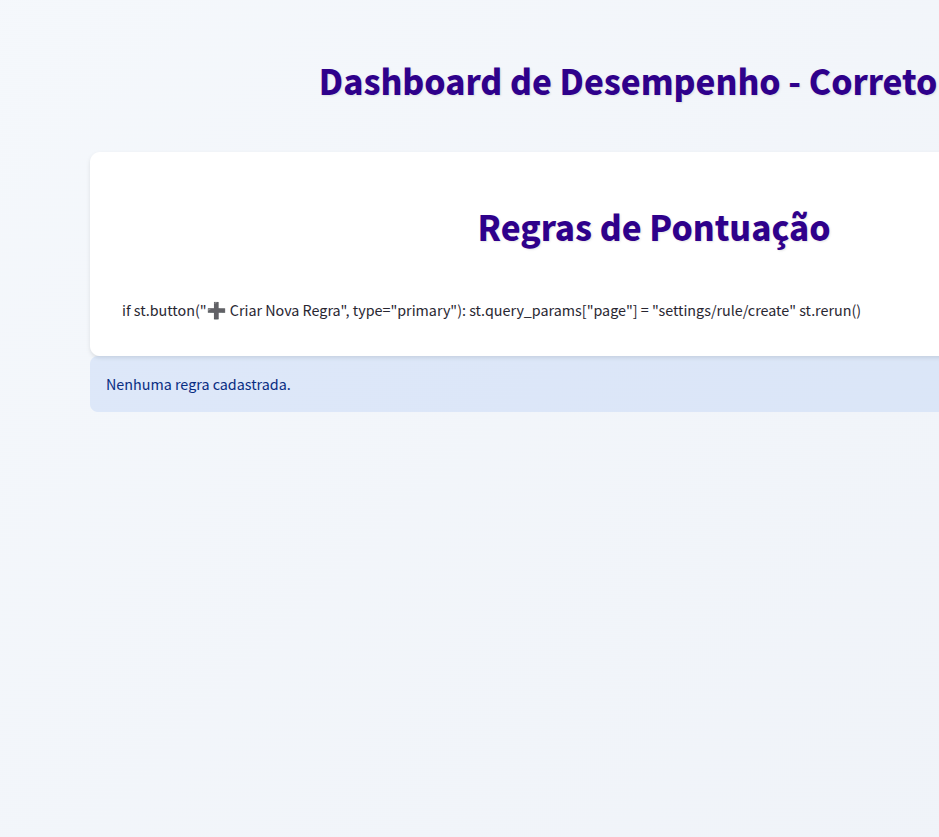 Dashboard de Desempenho - Correto
Regras de Pontuação
if st.button("➕ Criar Nova Regra", type="primary"): st.query_params["page"] = "settings/rule/create" st.rerun()
Nenhuma regra cadastrada.